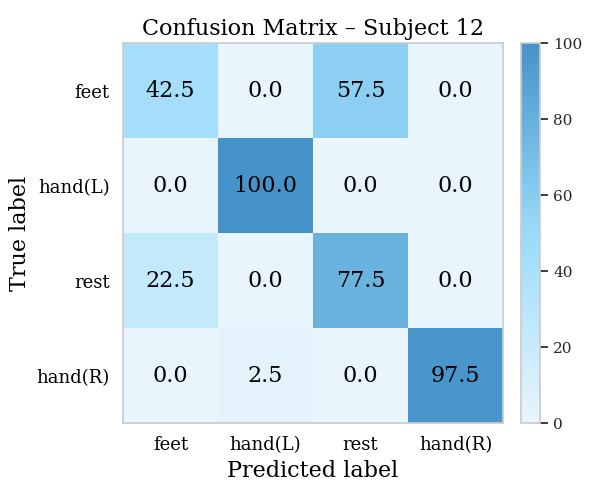 Confusion Matrix – Subject 12
True label
feet 42.5 0.0 57.5 0.0
hand(L) 0.0 100.0 0.0 0.0
rest 22.5 0.0 77.5 0.0
hand(R) 0.0 2.5 0.0 97.5
feet hand(L) rest hand(R)
Predicted label
100
80
60
40
20
0